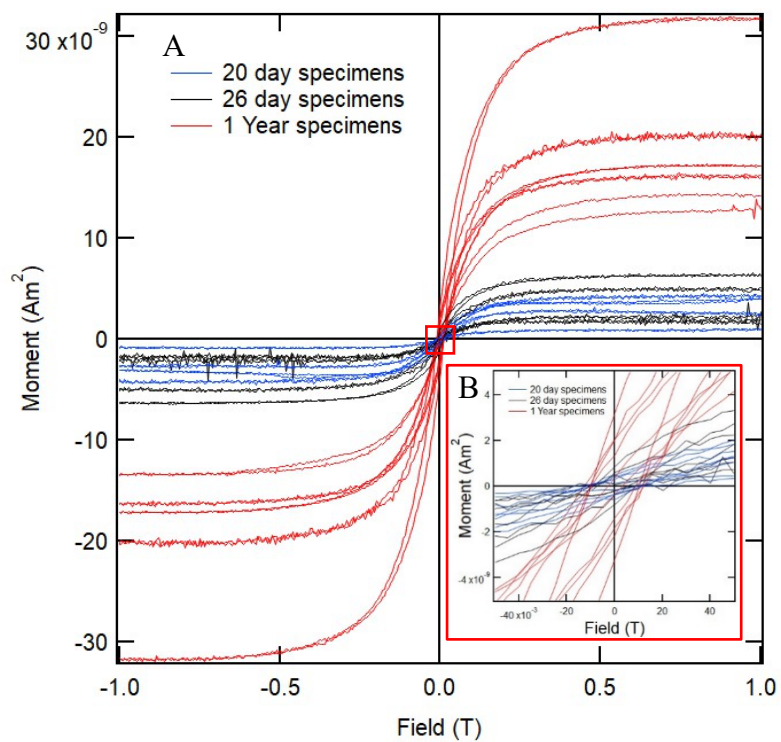 30 x10⁻⁹
A
20 day specimens
26 day specimens
1 Year specimens
20
10
0
-10
-20
-30
Moment (Am²)
-1.0
-0.5
0.0
0.5
1.0
Field (T)
B
20 day specimens
26 day specimens
1 Year specimens
4
2
0
-2
-4 x10⁻⁹
Moment (Am²)
-40 x10⁻³
-20
0
20
40
Field (T)